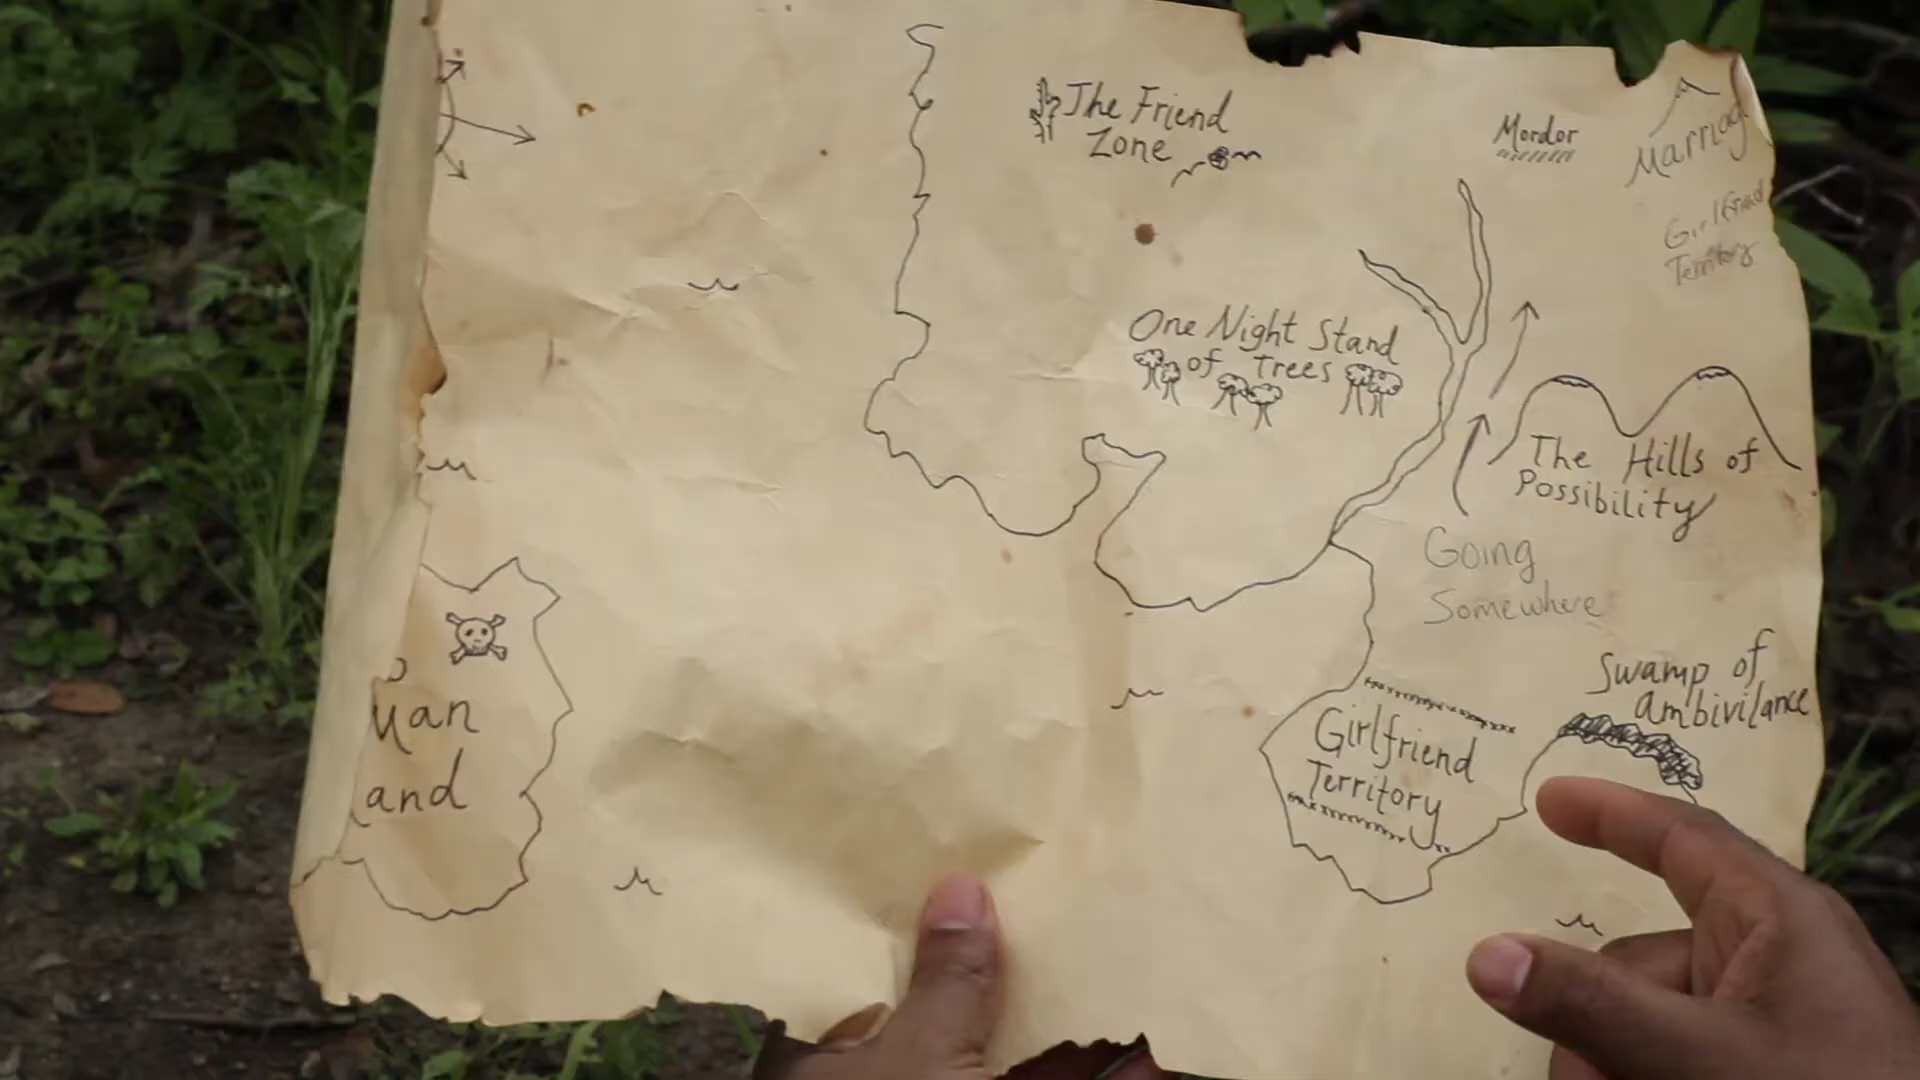 The Friend
Zone
Mordor
Marriag
Girlfriend
Territory
One Night Stand
of Trees
The Hills of
Possibility
Going
Somewhere
Swamp of
ambivilance
Girlfriend
Territory
man
and